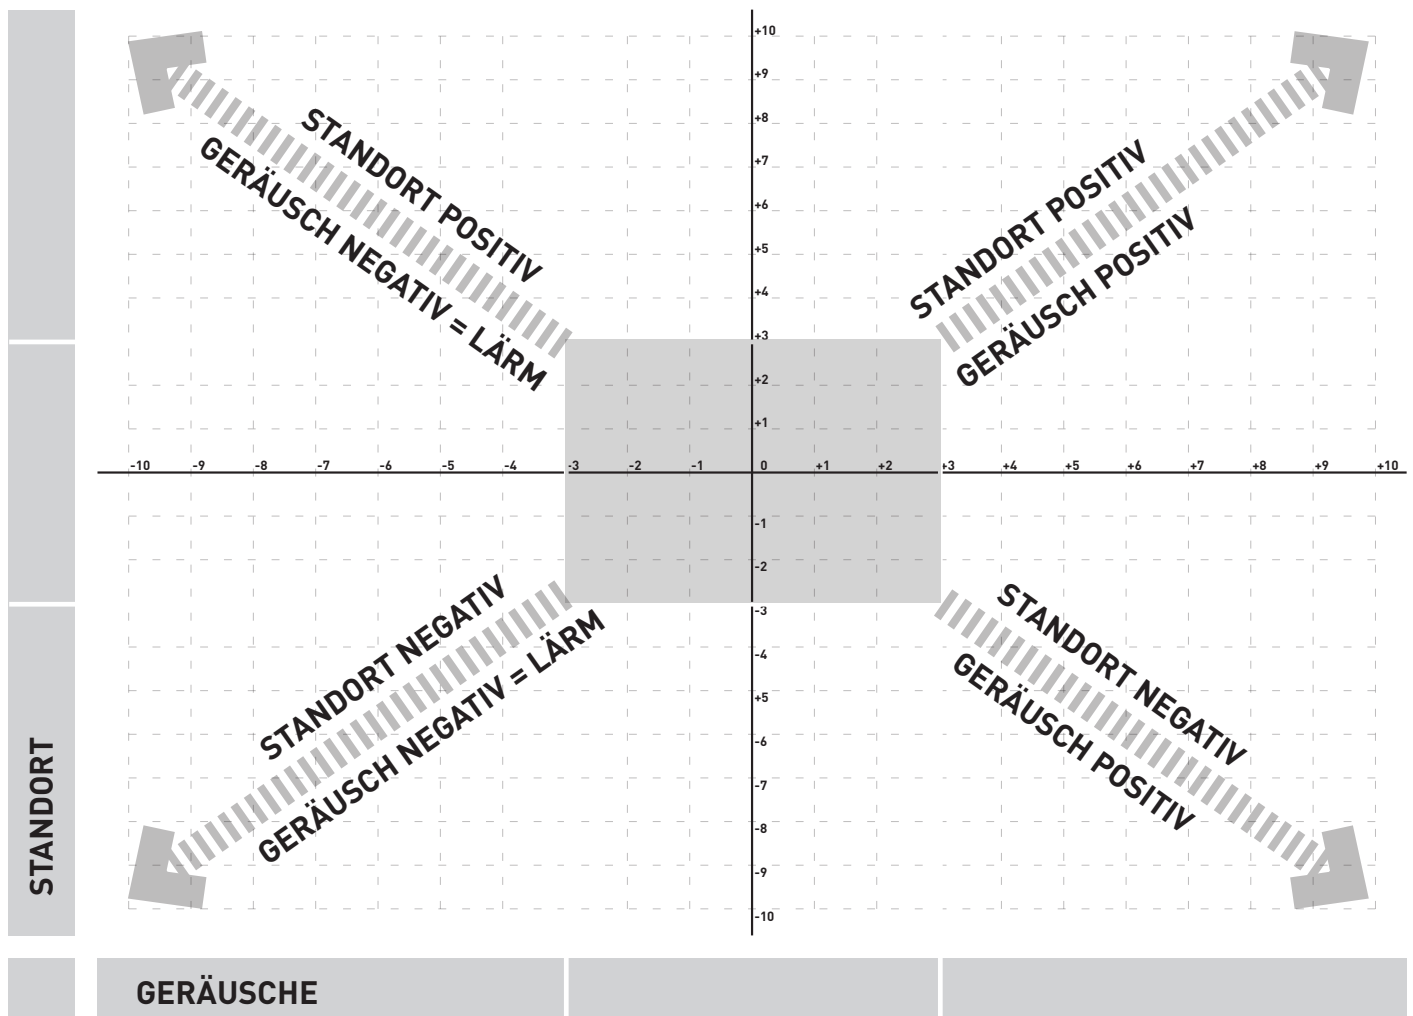 +10
+9
+8
+7
+6
+5
+4
+3
+2
+1
STANDORT POSITIV
GERÄUSCH NEGATIV = LÄRM
STANDORT POSITIV
GERÄUSCH POSITIV
-10 -9 -8 -7 -6 -5 -4 -3 -2 -1 0 +1 +2 +3 +4 +5 +6 +7 +8 +9 +10
-1
-2
-3
-4
+5
-6
-7
-8
-9
-10
STANDORT NEGATIV
GERÄUSCH NEGATIV = LÄRM
STANDORT NEGATIV
GERÄUSCH POSITIV
STANDORT
GERÄUSCHE